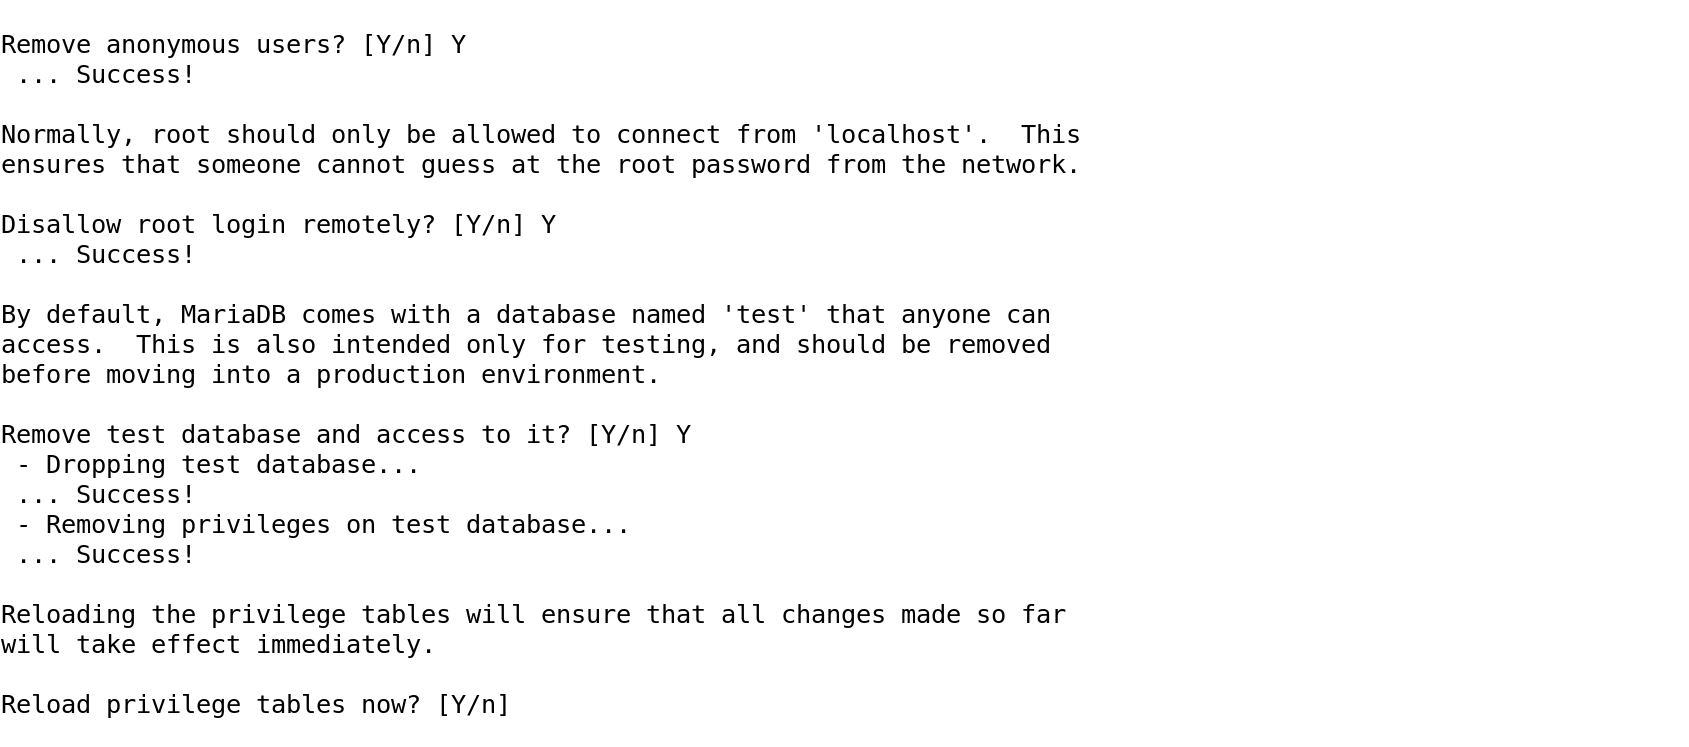 Remove anonymous users? [Y/n] Y
 ... Success!

Normally, root should only be allowed to connect from 'localhost'.  This
ensures that someone cannot guess at the root password from the network.

Disallow root login remotely? [Y/n] Y
 ... Success!

By default, MariaDB comes with a database named 'test' that anyone can
access.  This is also intended only for testing, and should be removed
before moving into a production environment.

Remove test database and access to it? [Y/n] Y
 - Dropping test database...
 ... Success!
 - Removing privileges on test database...
 ... Success!

Reloading the privilege tables will ensure that all changes made so far
will take effect immediately.

Reload privilege tables now? [Y/n]